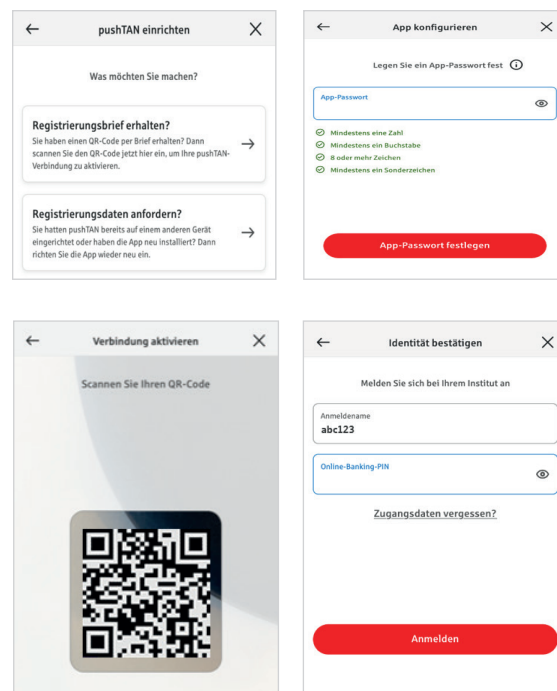 pushTAN einrichten
Was möchten Sie machen?
Registrierungsbrief erhalten?
Sie haben einen QR-Code per Brief erhalten? Dann
scannen Sie den QR-Code jetzt hier ein, um Ihre pushTAN-
Verbindung zu aktivieren.
Registrierungsdaten anfordern?
Sie hatten pushTAN bereits auf einem anderen Gerät
eingerichtet oder haben die App neu installiert? Dann
richten Sie die App wieder neu ein.
App konfigurieren
Legen Sie ein App-Passwort fest
App-Passwort
Mindestens eine Zahl
Mindestens ein Buchstabe
8 oder mehr Zeichen
Mindestens ein Sonderzeichen
App-Passwort festlegen
Verbindung aktivieren
Scannen Sie Ihren QR-Code
Identität bestätigen
Melden Sie sich bei Ihrem Institut an
Anmeldename
abc123
Online-Banking-PIN
Zugangsdaten vergessen?
Anmelden